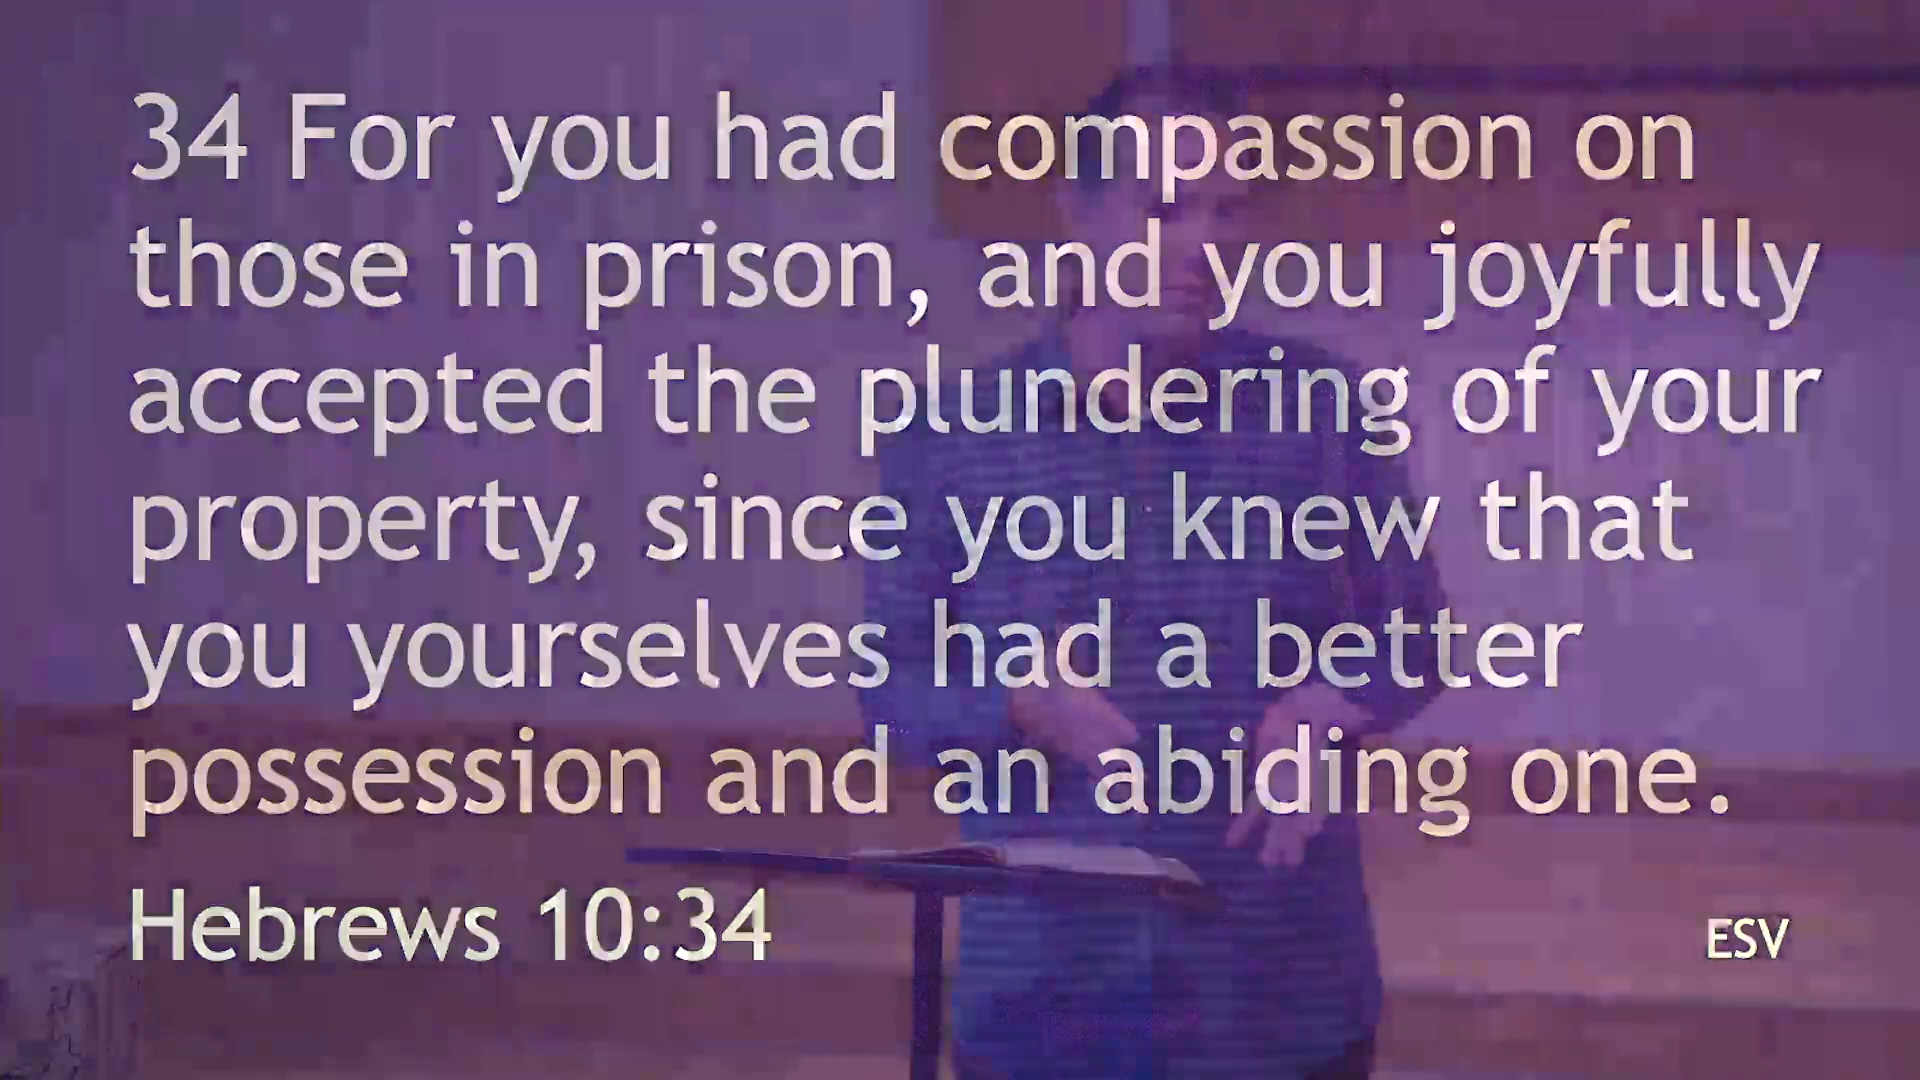 34 For you had compassion on
those in prison, and you joyfully
accepted the plundering of your
property, since you knew that
you yourselves had a better
possession and an abiding one.
Hebrews 10:34
ESV